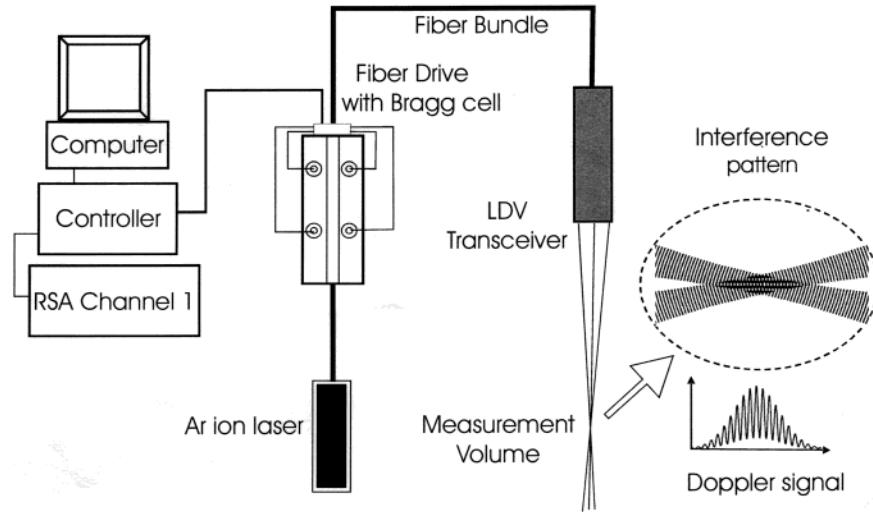 Fiber Bundle
Fiber Drive
with Bragg cell
Computer
Controller
RSA Channel 1
Ar ion laser
LDV
Transceiver
Measurement
Volume
Interference
pattern
Doppler signal